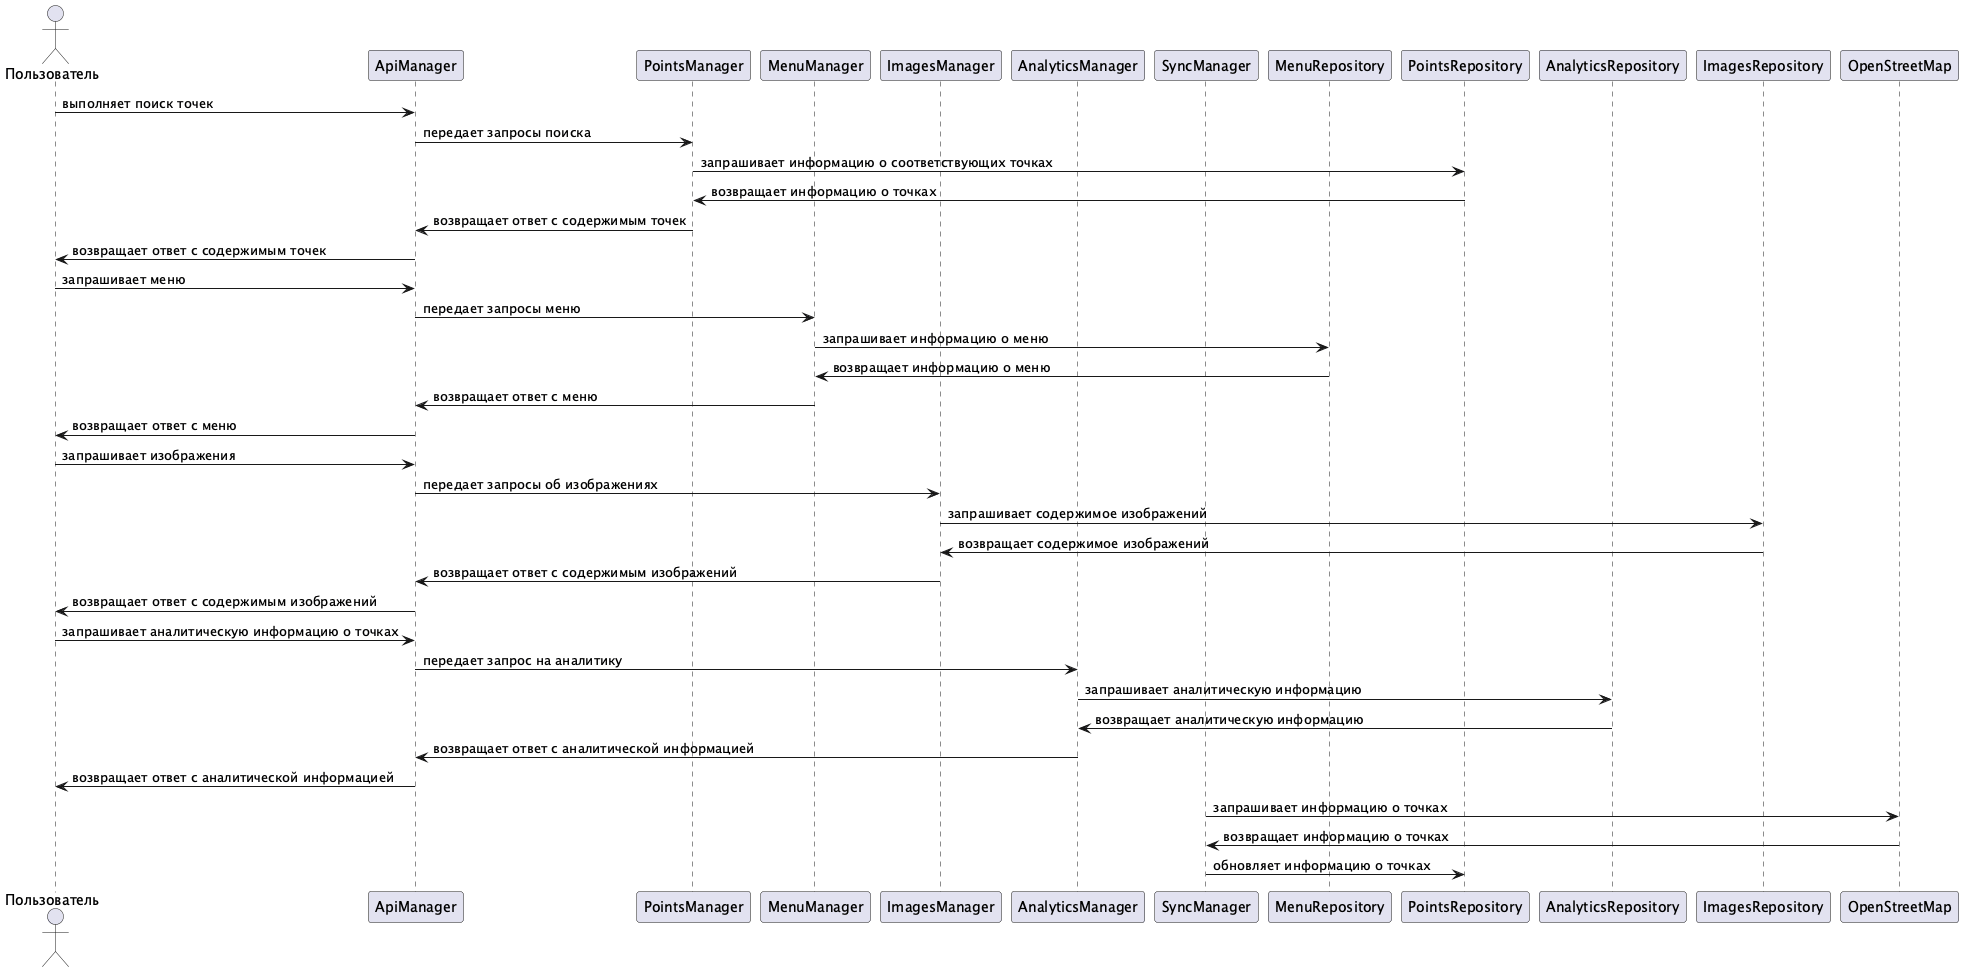 Пользователь
ApiManager
PointsManager
MenuManager
ImagesManager
AnalyticsManager
SyncManager
MenuRepository
PointsRepository
AnalyticsRepository
ImagesRepository
OpenStreetMap
выполняет поиск точек
передает запросы поиска
запрашивает информацию о соответствующих точках
возвращает информацию о точках
возвращает ответ с содержимым точек
возвращает ответ с содержимым точек
запрашивает меню
передает запросы меню
запрашивает информацию о меню
возвращает информацию о меню
возвращает ответ с меню
возвращает ответ с меню
запрашивает изображения
передает запросы об изображениях
запрашивает содержимое изображений
возвращает содержимое изображений
возвращает ответ с содержимым изображений
возвращает ответ с содержимым изображений
запрашивает аналитическую информацию о точках
передает запрос на аналитику
запрашивает аналитическую информацию
возвращает аналитическую информацию
возвращает ответ с аналитической информацией
возвращает ответ с аналитической информацией
запрашивает информацию о точках
возвращает информацию о точках
обновляет информацию о точках
Пользователь
ApiManager
PointsManager
MenuManager
ImagesManager
AnalyticsManager
SyncManager
MenuRepository
PointsRepository
AnalyticsRepository
ImagesRepository
OpenStreetMap